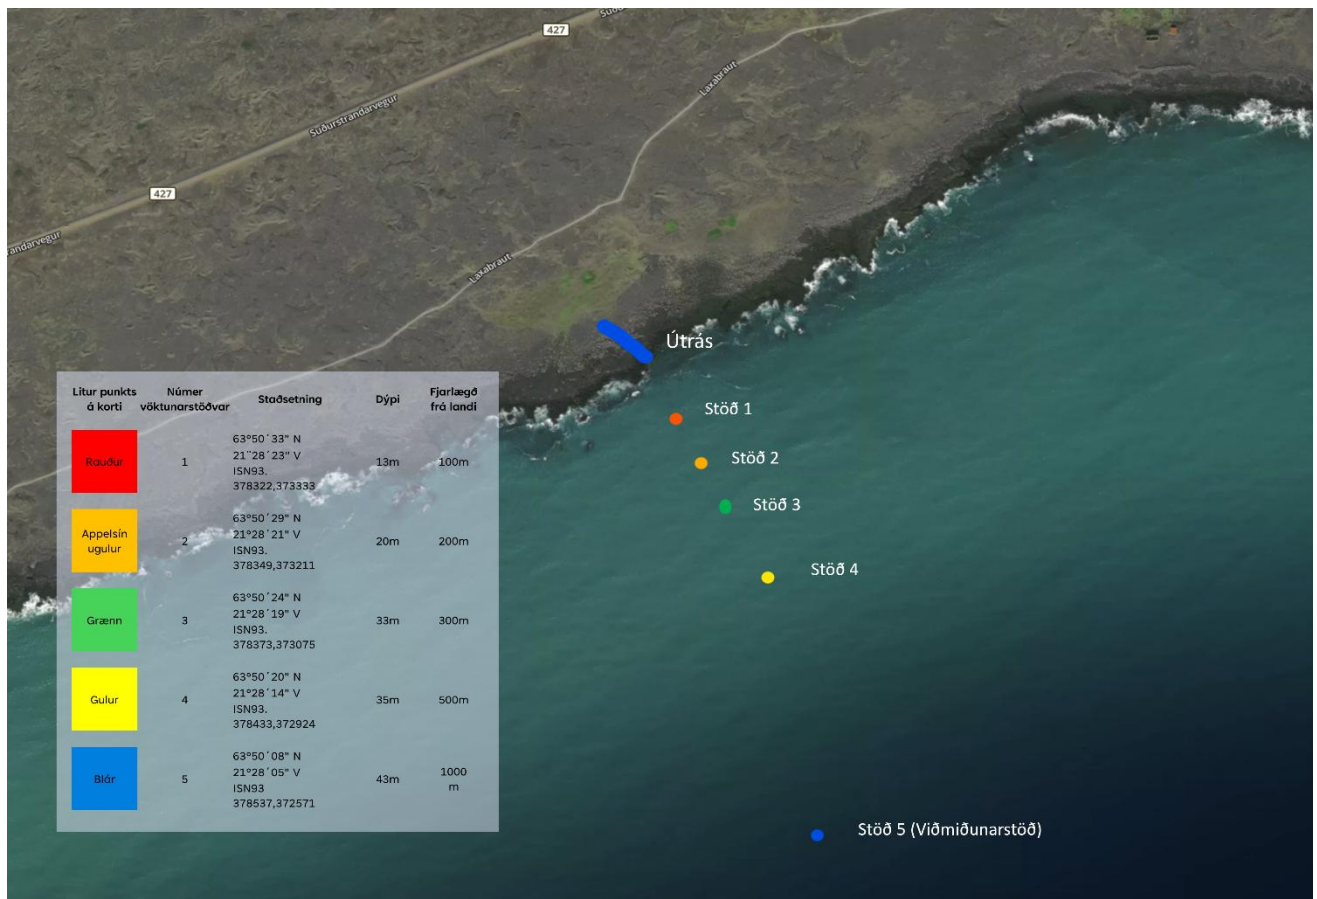 Suður
427
Laxabraut
Suðurstrandarvegur
427
andarvegur
Laxabraut
Útrás
Stöð 1
Stöð 2
Stöð 3
Stöð 4
Stöð 5 (Viðmiðunarstöð)
Litur punkts á korti
Númer vöktunarstöðvar
Staðsetning
Dýpi
Fjarlægð frá landi
Rauður
1
63°50´33" N
21¨28´23" V
ISN93.
378322,373333
13m
100m
Appelsín
ugulur
2
63°50´29" N
21°28´21" V
ISN93.
378349,373211
20m
200m
Grænn
3
63°50´24" N
21°28´19" V
ISN93.
378373,373075
33m
300m
Gulur
4
63°50´20" N
21°28´14" V
ISN93.
378433,372924
35m
500m
Blár
5
63°50´08" N
21°28´05" V
ISN93
378537,372571
43m
1000
m